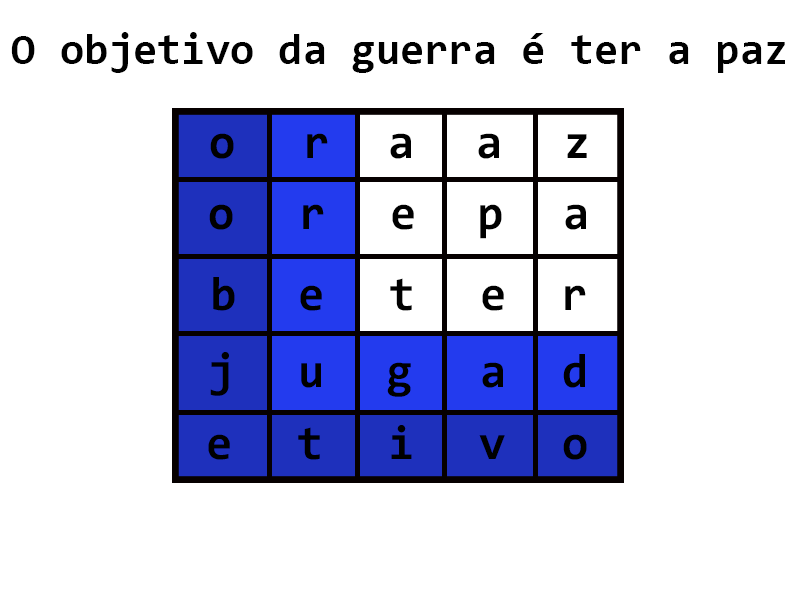 O objetivo da guerra é ter a paz
o r a a z
o r e p a
b e t e r
j u g a d
e t i v o